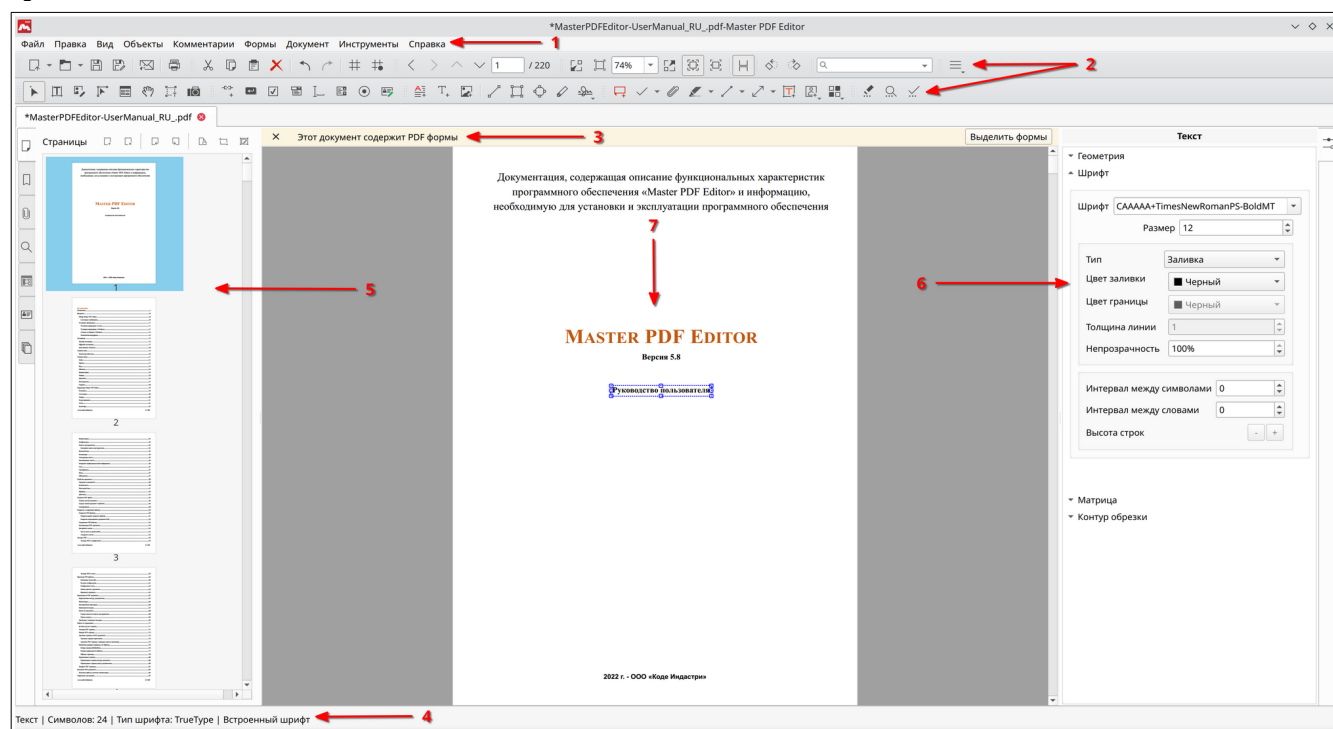 *MasterPDFEditor-UserManual_RU_.pdf-Master PDF Editor
Файл Правка Вид Объекты Комментарии Формы Документ Инструменты Справка
1
1 / 220
74%
2
*MasterPDFEditor-UserManual_RU_.pdf
Страницы
Этот документ содержит PDF формы
3
Выделить формы
Текст
Документация, содержащая описание функциональных характеристик
программного обеспечения «Master PDF Editor» и информацию,
необходимую для установки и эксплуатации программного обеспечения
7
MASTER PDF EDITOR
Версия 5.8
Руководство пользователя
2022 г. - ООО «Коде Индастри»
MASTER PDF EDITOR
1
2
3
5
6
Геометрия
Шрифт
Шрифт CAAAAA+TimesNewRomanPS-BoldMT
Размер 12
Тип Заливка
Цвет заливки Черный
Цвет границы Черный
Толщина линии 1
Непрозрачность 100%
Интервал между символами 0
Интервал между словами 0
Высота строк - +
Матрица
Контур обрезки
Текст | Символов: 24 | Тип шрифта: TrueType | Встроенный шрифт
4